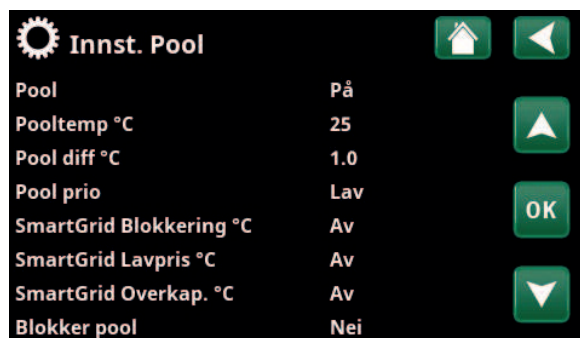 Innst. Pool
Pool På
Pooltemp °C 25
Pool diff °C 1.0
Pool prio Lav
SmartGrid Blokkering °C Av
SmartGrid Lavpris °C Av
SmartGrid Overkap. °C Av
Blokker pool Nei
OK